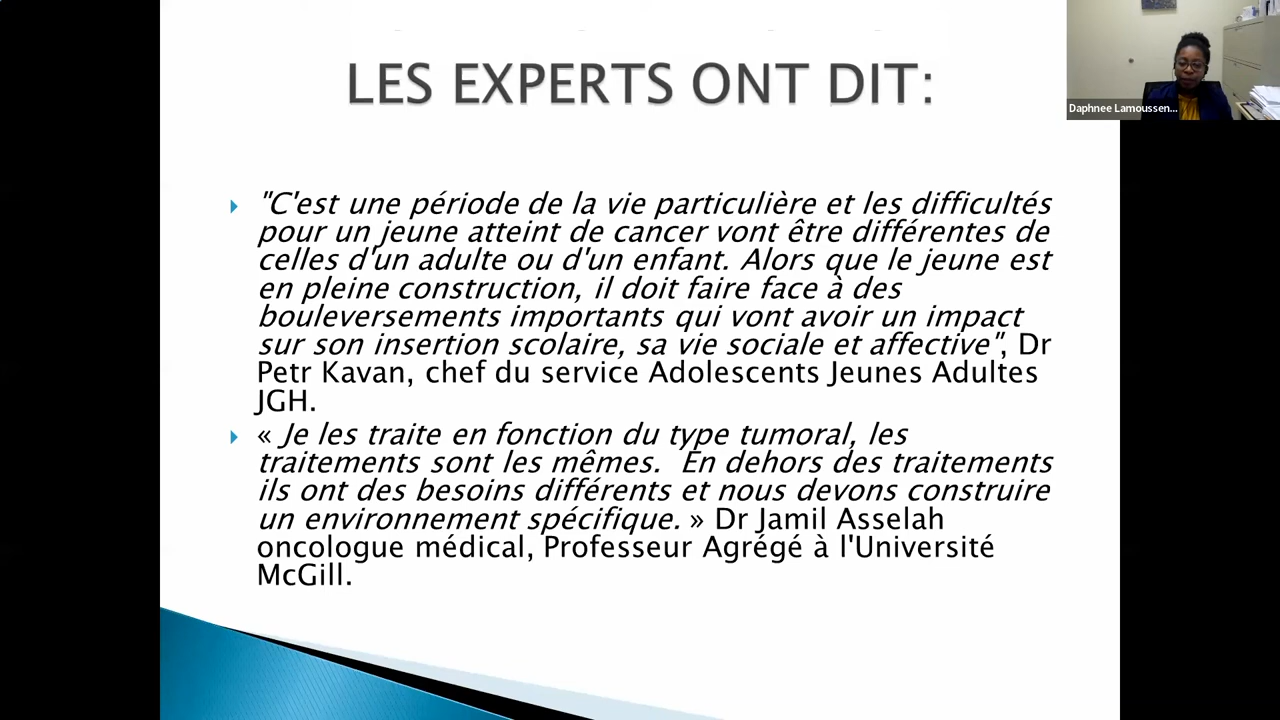 LES EXPERTS ONT DIT:
Daphnee Lamoussen...
"C'est une période de la vie particulière et les difficultés
pour un jeune atteint de cancer vont être différentes de
celles d'un adulte ou d'un enfant. Alors que le jeune est
en pleine construction, il doit faire face à des
bouleversements importants qui vont avoir un impact
sur son insertion scolaire, sa vie sociale et affective", Dr
Petr Kavan, chef du service Adolescents Jeunes Adultes
JGH.
« Je les traite en fonction du type tumoral, les
traitements sont les mêmes. En dehors des traitements
ils ont des besoins différents et nous devons construire
un environnement spécifique. » Dr Jamil Asselah
oncologue médical, Professeur Agrégé à l'Université
McGill.